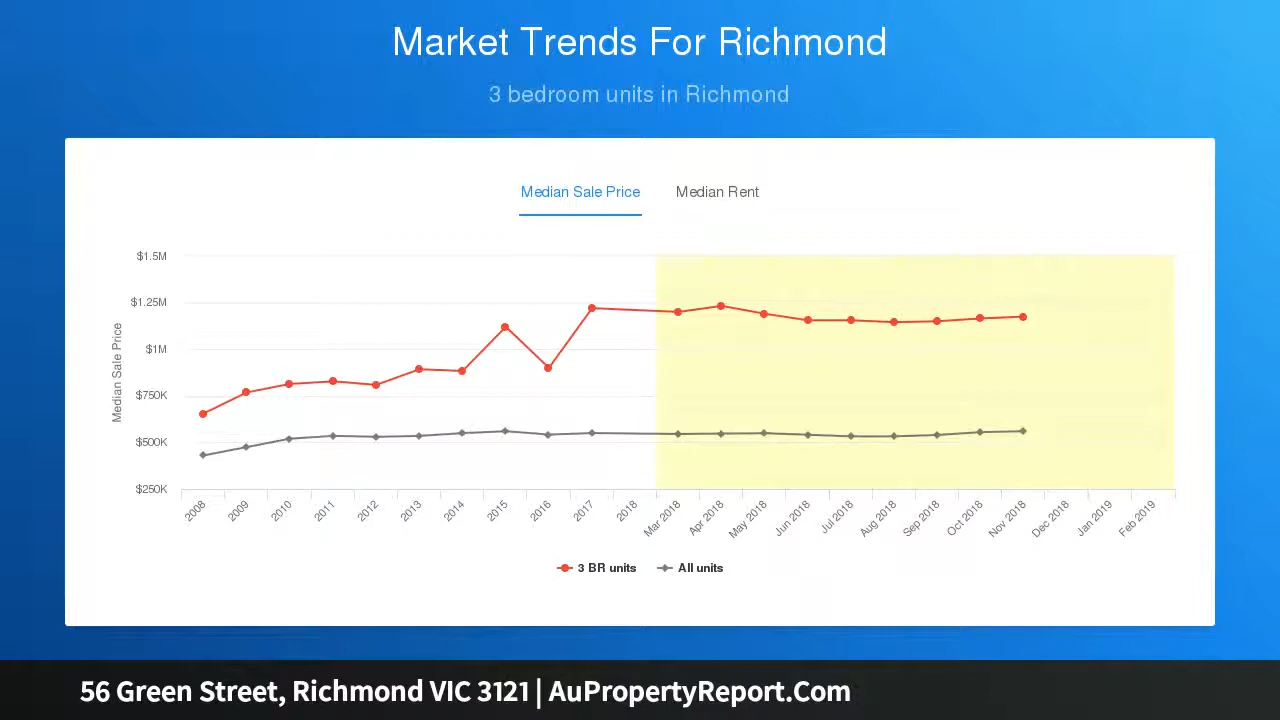 Market Trends For Richmond
3 bedroom units in Richmond
Median Sale Price
Median Rent
Median Sale Price
$1.5M
$1.25M
$1M
$750K
$500K
$250K
2008
2009
2010
2011
2012
2013
2014
2015
2016
2017
2018
Mar 2018
Apr 2018
May 2018
Jun 2018
Jul 2018
Aug 2018
Sep 2018
Oct 2018
Nov 2018
Dec 2018
Jan 2019
Feb 2019
3 BR units
All units
56 Green Street, Richmond VIC 3121 | AuPropertyReport.Com